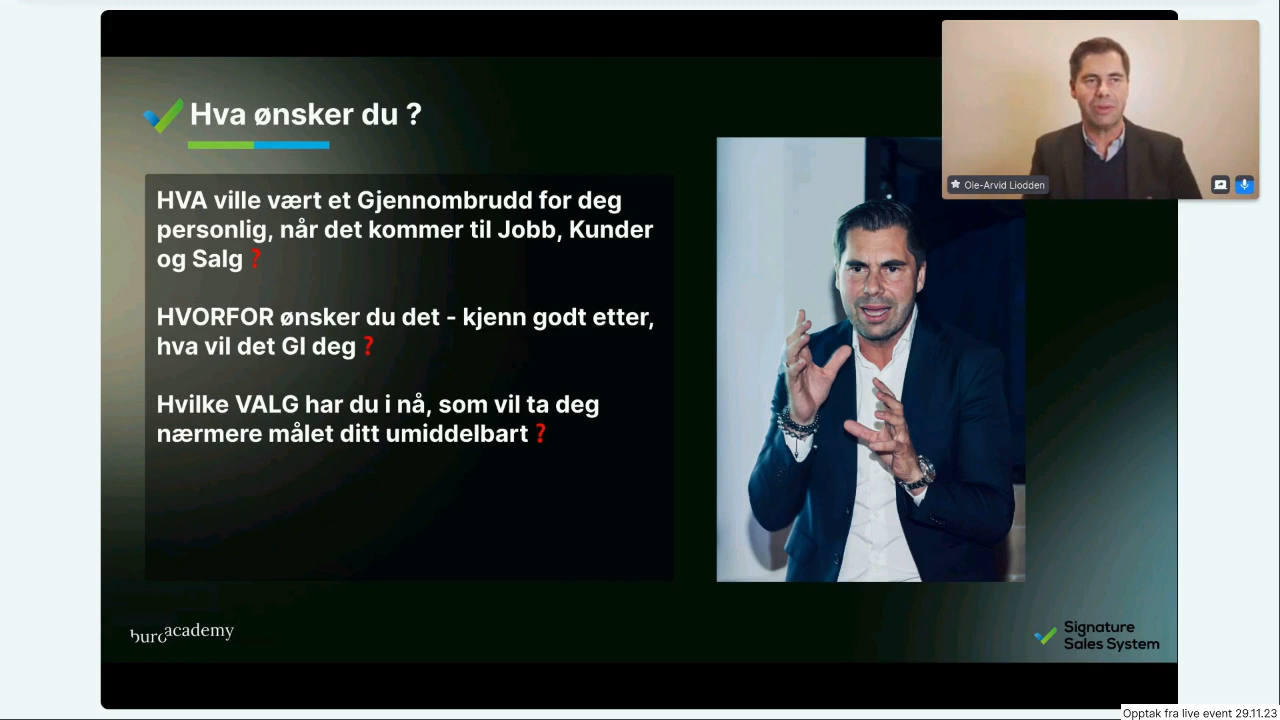 Hva ønsker du ?
HVA ville vært et Gjennombrudd for deg
personlig, når det kommer til Jobb, Kunder
og Salg ?
HVORFOR ønsker du det - kjenn godt etter,
hva vil det GI deg ?
Hvilke VALG har du i nå, som vil ta deg
nærmere målet ditt umiddelbart ?
Ole-Arvid Liodden
buro academy
Signature
Sales System
Opptak fra live event 29.11.23